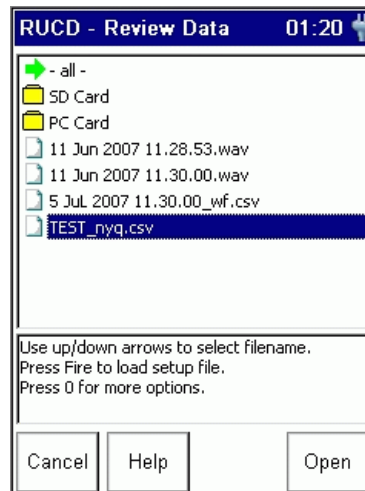 RUCD - Review Data 01:20
- all -
SD Card
PC Card
11 Jun 2007 11.28.53.wav
11 Jun 2007 11.30.00.wav
5 JuL 2007 11.30.00_wf.csv
TEST_nyq.csv
Use up/down arrows to select filename.
Press Fire to load setup file.
Press 0 for more options.
Cancel Help Open